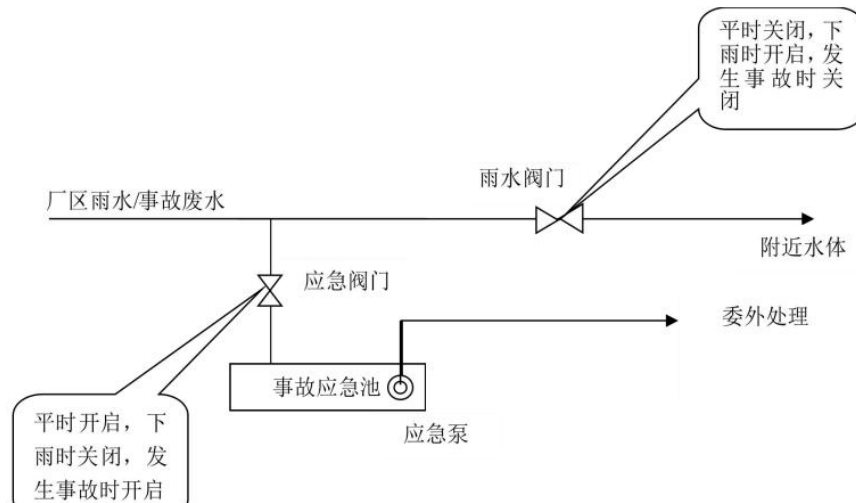 平时关闭，下
雨时开启，发
生事故时关
闭
雨水阀门
厂区雨水/事故废水
附近水体
应急阀门
委外处理
事故应急池
应急泵
平时开启，下
雨时关闭，发
生事故时开启